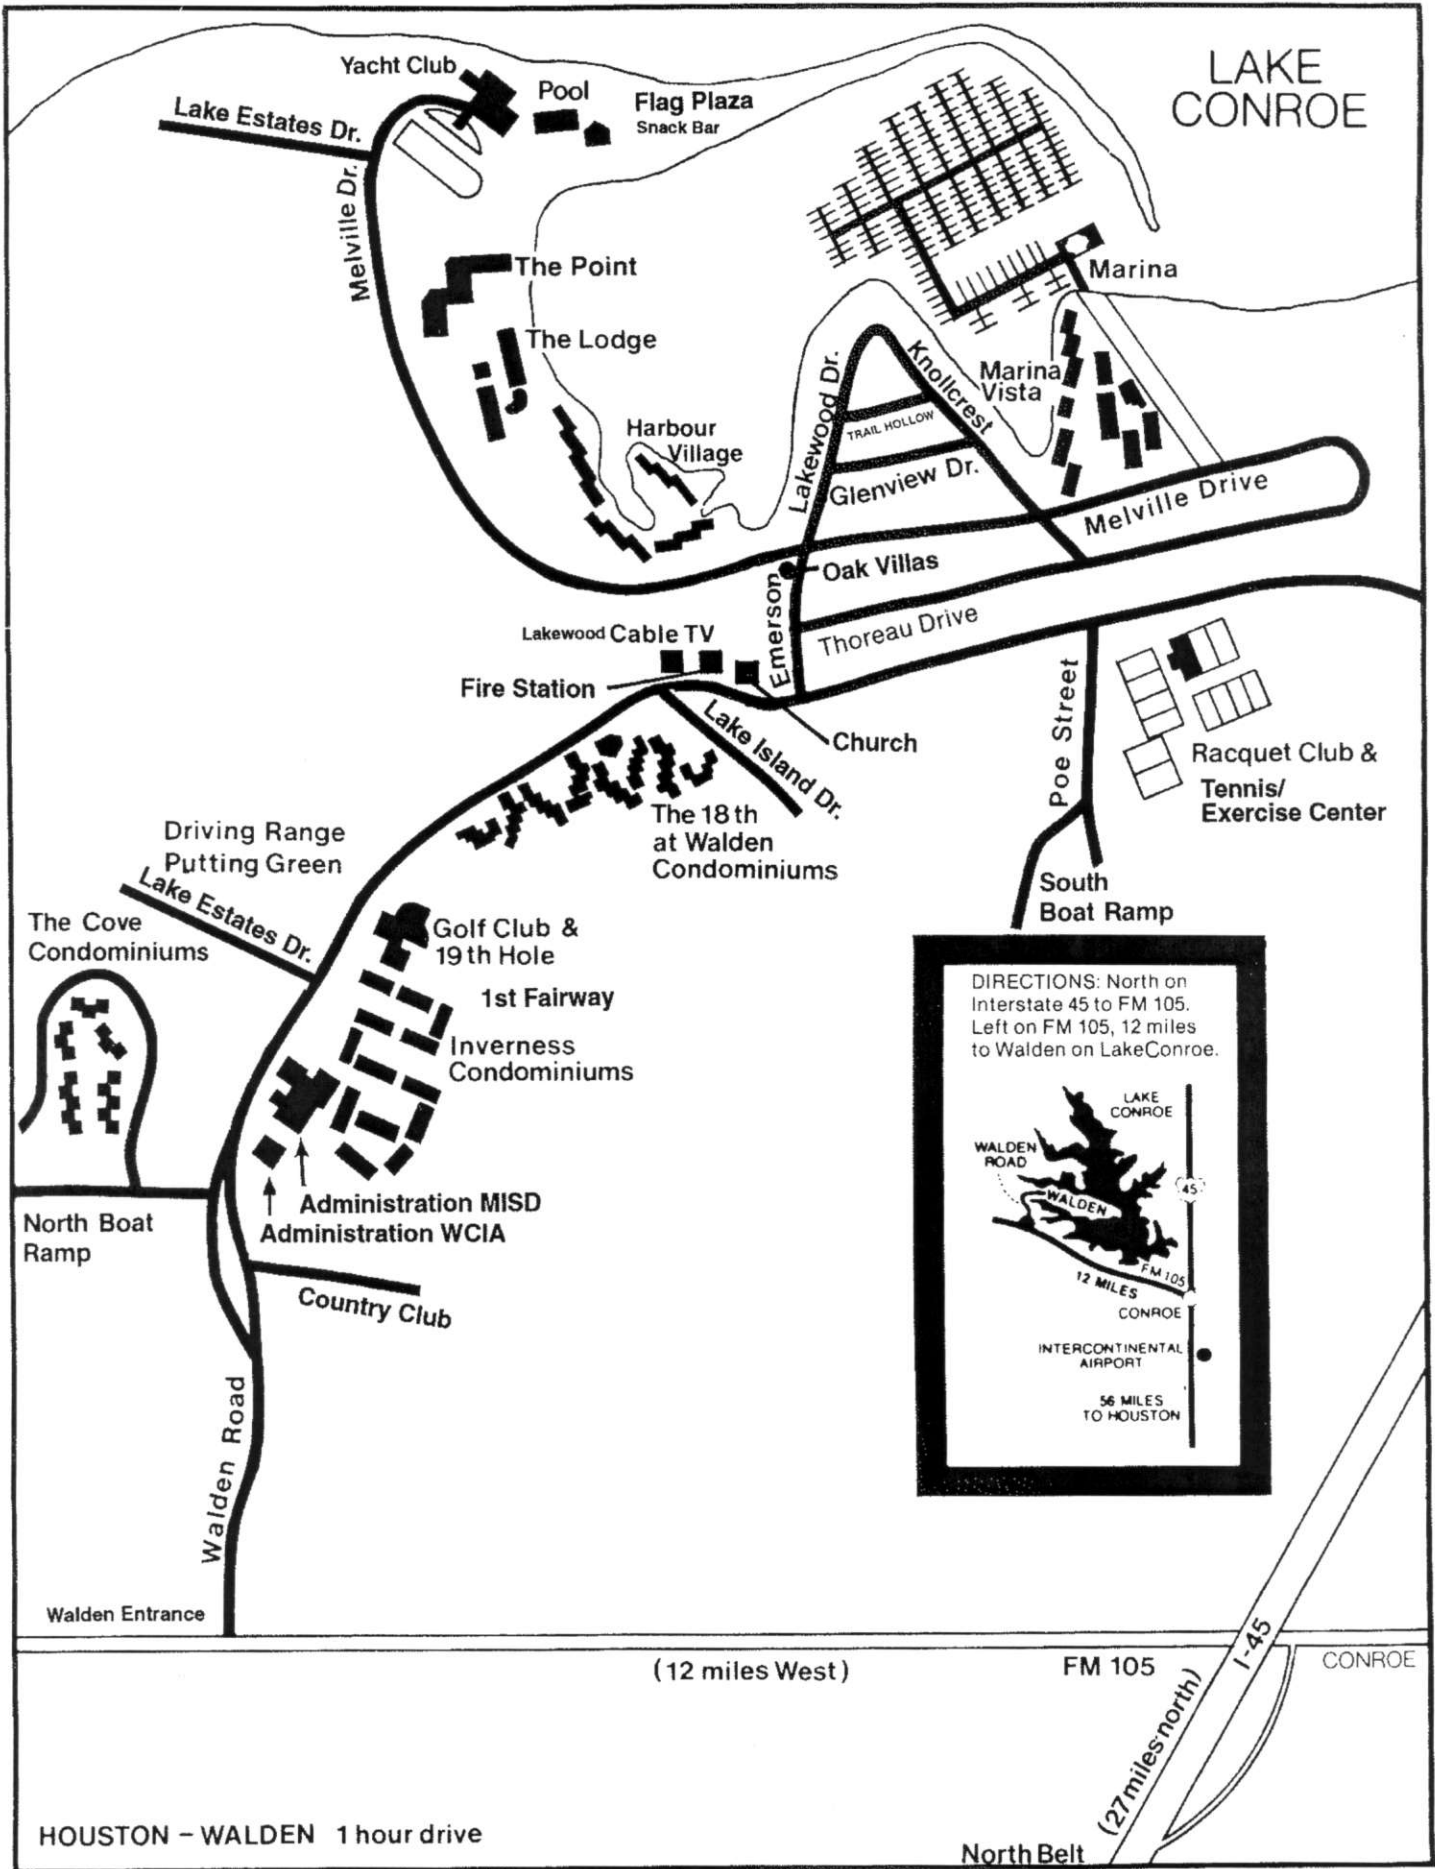 LAKE
CONROE
Yacht Club
Pool
Flag Plaza
Snack Bar
Lake Estates Dr.
Melville Dr.
The Point
Marina
The Lodge
Lakewood Dr.
Knollcrest
Marina
Vista
TRAIL HOLLOW
Harbour
Village
Glenview Dr.
Melville Drive
Oak Villas
Emerson
Thoreau Drive
Lakewood Cable TV
Fire Station
Church
Lake Island Dr.
Poe Street
Racquet Club &
Tennis/
Exercise Center
The 18th
at Walden
Condominiums
Driving Range
Putting Green
Lake Estates Dr.
South
Boat Ramp
The Cove
Condominiums
Golf Club &
19th Hole
1st Fairway
Inverness
Condominiums
Administration MISD
Administration WCIA
North Boat
Ramp
Country Club
Walden Road
DIRECTIONS: North on
Interstate 45 to FM 105.
Left on FM 105, 12 miles
to Walden on LakeConroe.
LAKE
CONROE
WALDEN
ROAD
45
WALDEN
FM 105
12 MILES
CONROE
INTERCONTINENTAL
AIRPORT
56 MILES
TO HOUSTON
Walden Entrance
(12 miles West)
FM 105
I-45
CONROE
(27 miles north)
HOUSTON – WALDEN 1 hour drive
North Belt